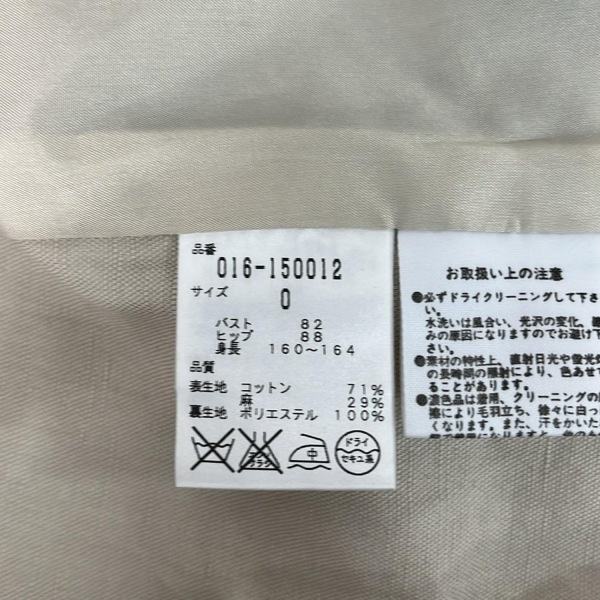 品番
016-150012
サイズ
0
バスト 82
ヒップ 88
身長 160〜164
品質
表生地 コットン 71%
麻 29%
裏生地 ポリエステル 100%
エンソ
サラシ
中
ドライ
セキユ系
お取扱い上の注意
●必ずドライクリーニングして下さ
い。
水洗いは風合い、光沢の変化、
みの原因になりますのでお避け下
い。
●素材の特性上、直射日光や蛍光
の長時間の照射により、色あせ
ることがあります。
●濃色品は着用、クリーニングの
擦により毛羽立ち、徐々に白っ
くなります。また、汗をかいた